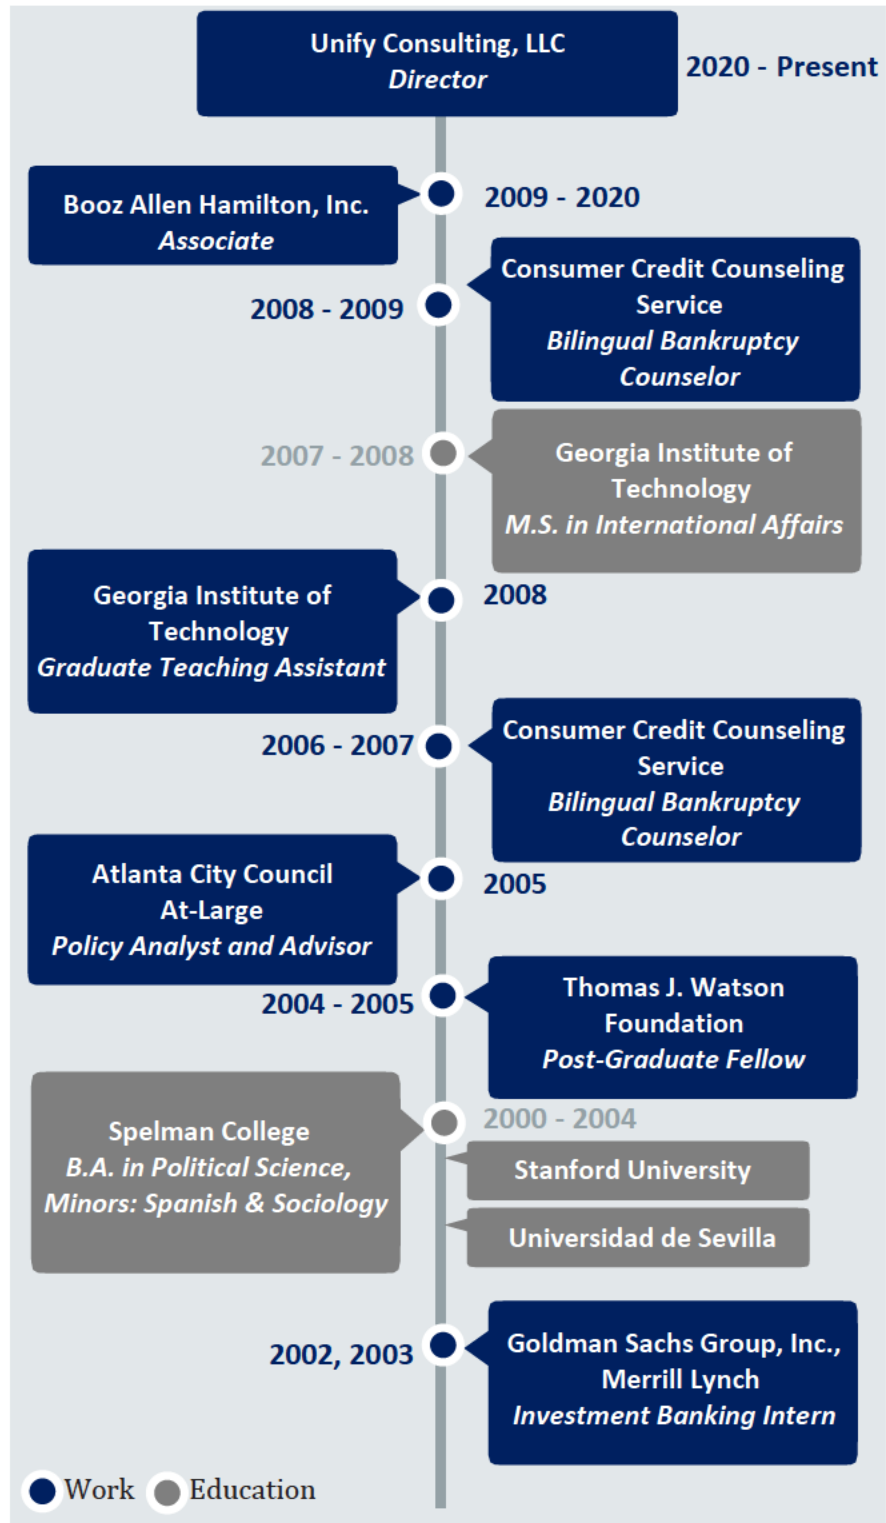 Unify Consulting, LLC
Director
2020 - Present
Booz Allen Hamilton, Inc.
Associate
2009 - 2020
Consumer Credit Counseling
Service
Bilingual Bankruptcy
Counselor
2008 - 2009
2007 - 2008
Georgia Institute of
Technology
M.S. in International Affairs
Georgia Institute of
Technology
Graduate Teaching Assistant
2008
2006 - 2007
Consumer Credit Counseling
Service
Bilingual Bankruptcy
Counselor
Atlanta City Council
At-Large
Policy Analyst and Advisor
2005
2004 - 2005
Thomas J. Watson
Foundation
Post-Graduate Fellow
Spelman College
B.A. in Political Science,
Minors: Spanish & Sociology
2000 - 2004
Stanford University
Universidad de Sevilla
2002, 2003
Goldman Sachs Group, Inc.,
Merrill Lynch
Investment Banking Intern
Work
Education